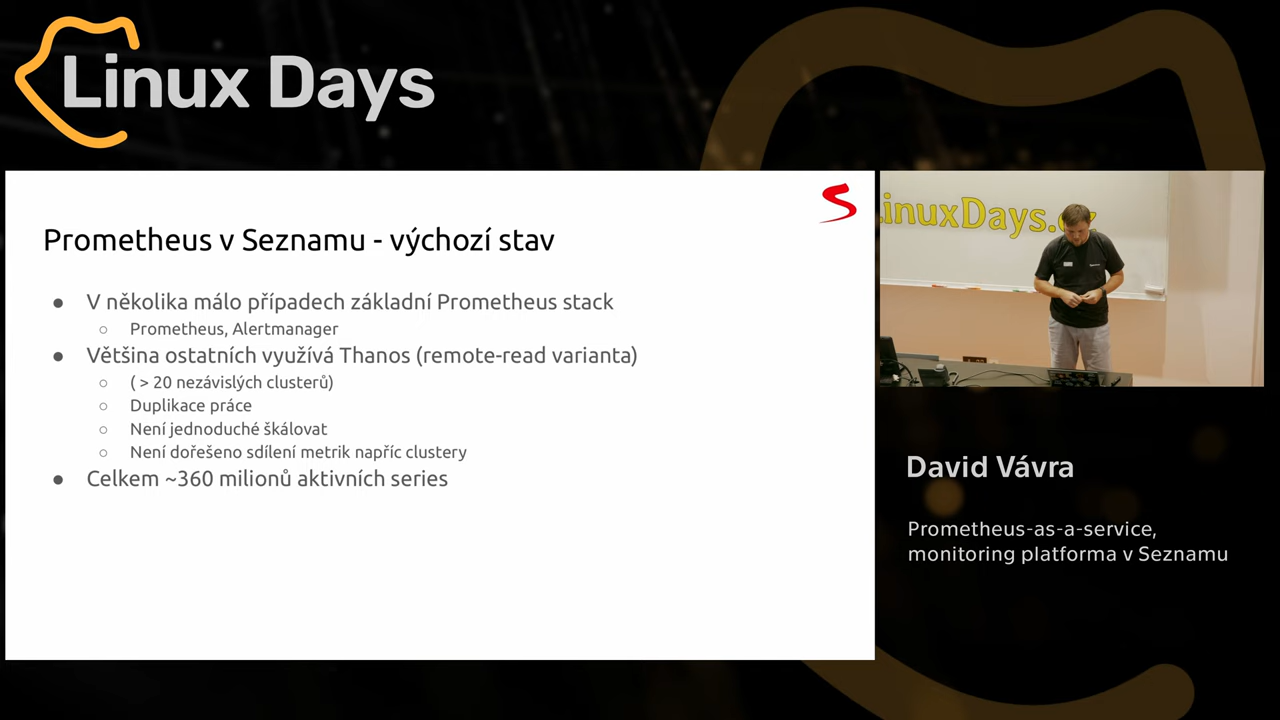 Linux Days
Prometheus v Seznamu - výchozí stav
● V několika málo případech základní Prometheus stack
○ Prometheus, Alertmanager
● Většina ostatních využívá Thanos (remote-read varianta)
○ ( > 20 nezávislých clusterů)
○ Duplikace práce
○ Není jednoduché škálovat
○ Není dořešeno sdílení metrik napříc clustery
● Celkem ~360 milionů aktivních series
inuxDays.c
David Vávra
Prometheus-as-a-service,
monitoring platforma v Seznamu